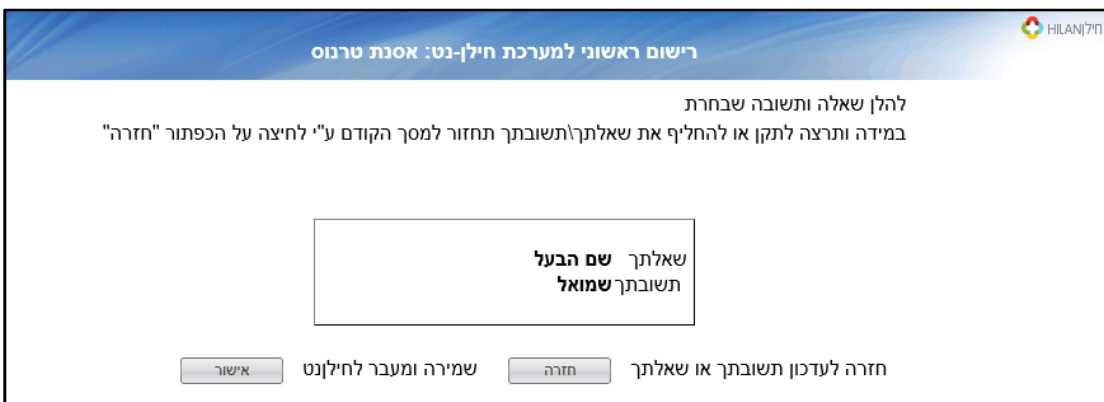 חילן|HILAN
רישום ראשוני למערכת חילן-נט: אסנת טרנוס
להלן שאלה ותשובה שבחרת
במידה ותרצה לתקן או להחליף את שאלתך\תשובתך תחזור למסך הקודם ע"י לחיצה על הכפתור "חזרה"
שאלתך שם הבעל
תשובתך שמואל
חזרה לעדכון תשובתך או שאלתך חזרה שמירה ומעבר לחילןנט אישור